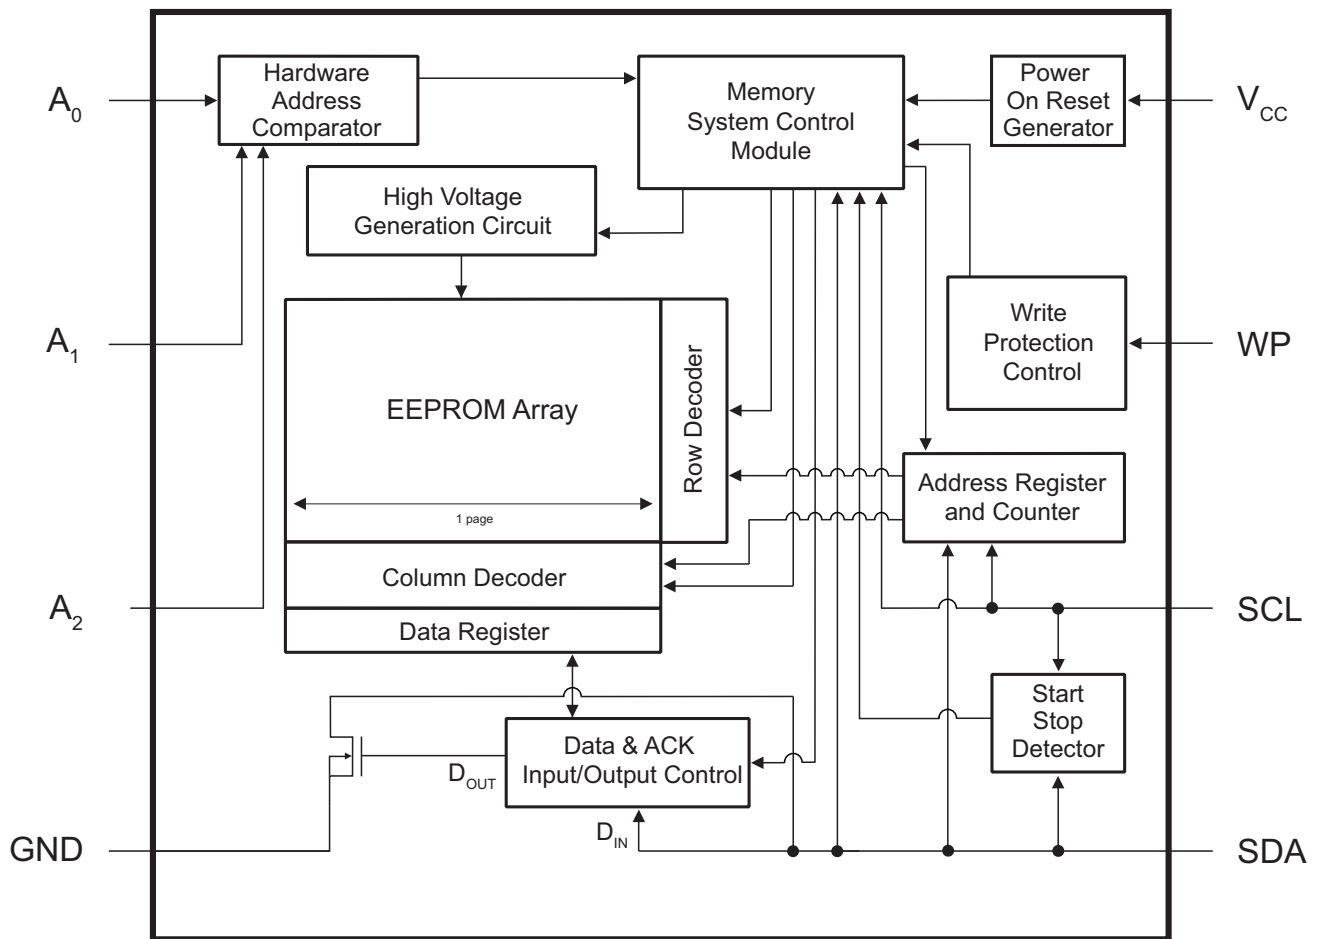 A0
Hardware
Address
Comparator
Memory
System Control
Module
Power
On Reset
Generator
VCC
High Voltage
Generation Circuit
A1
Write
Protection
Control
WP
EEPROM Array
Row Decoder
1 page
Address Register
and Counter
Column Decoder
A2
Data Register
SCL
Start
Stop
Detector
Data & ACK
Input/Output Control
DOUT
DIN
GND
SDA